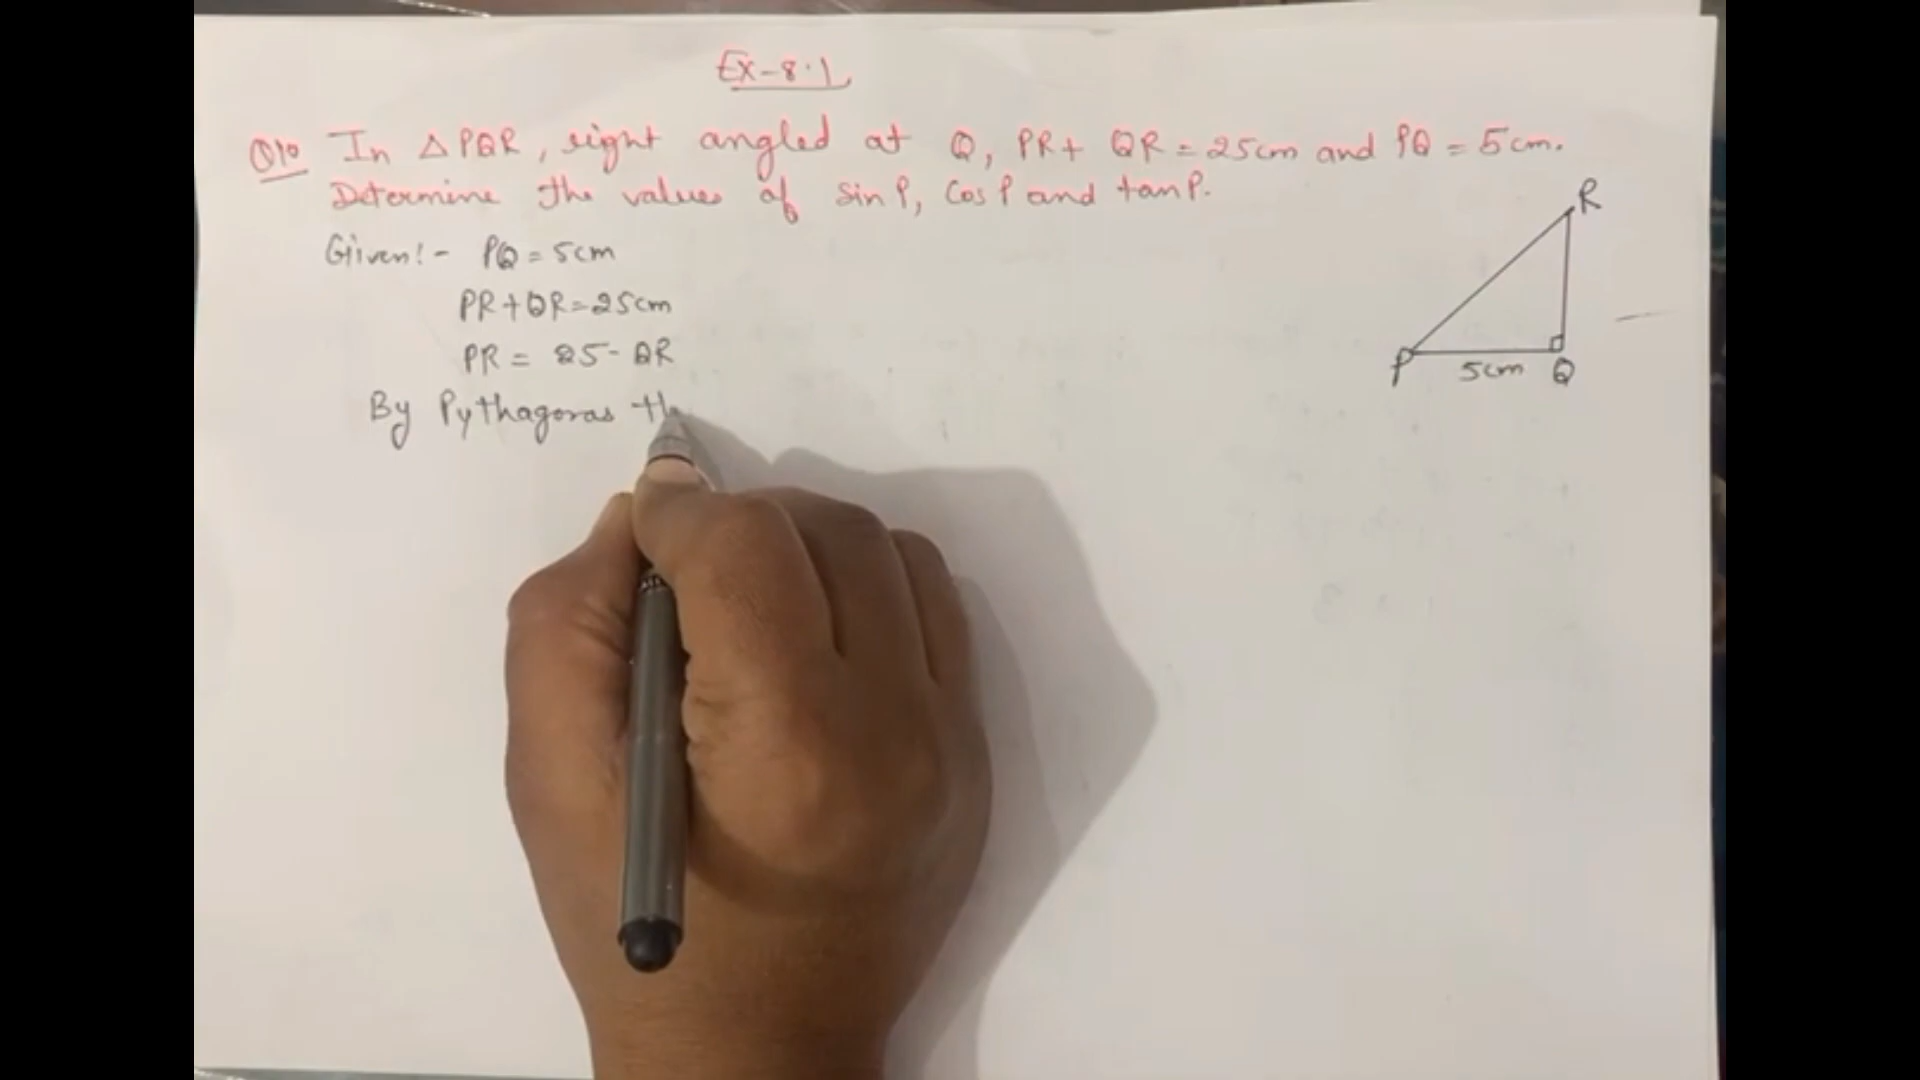 Ex-8.1
Q10 In △PQR, right angled at Q, PR+ QR = 25cm and PQ = 5cm.
Determine the values of sin P, Cos P and tan P.
Given:- PQ = 5cm
PR+QR=25cm
PR = 25- QR
By Pythagoras th
R
P 5cm Q